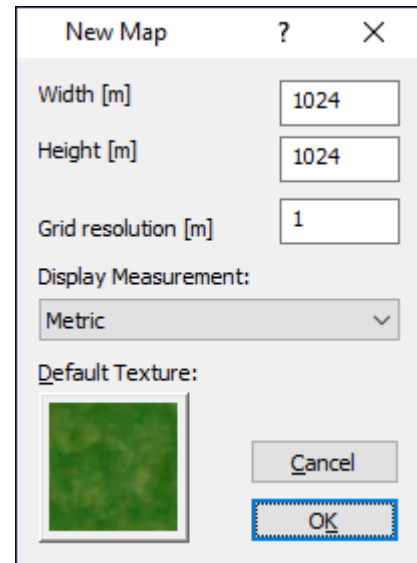 New Map ?
Width [m] 1024
Height [m] 1024
Grid resolution [m] 1
Display Measurement:
Metric
Default Texture:
Cancel
OK